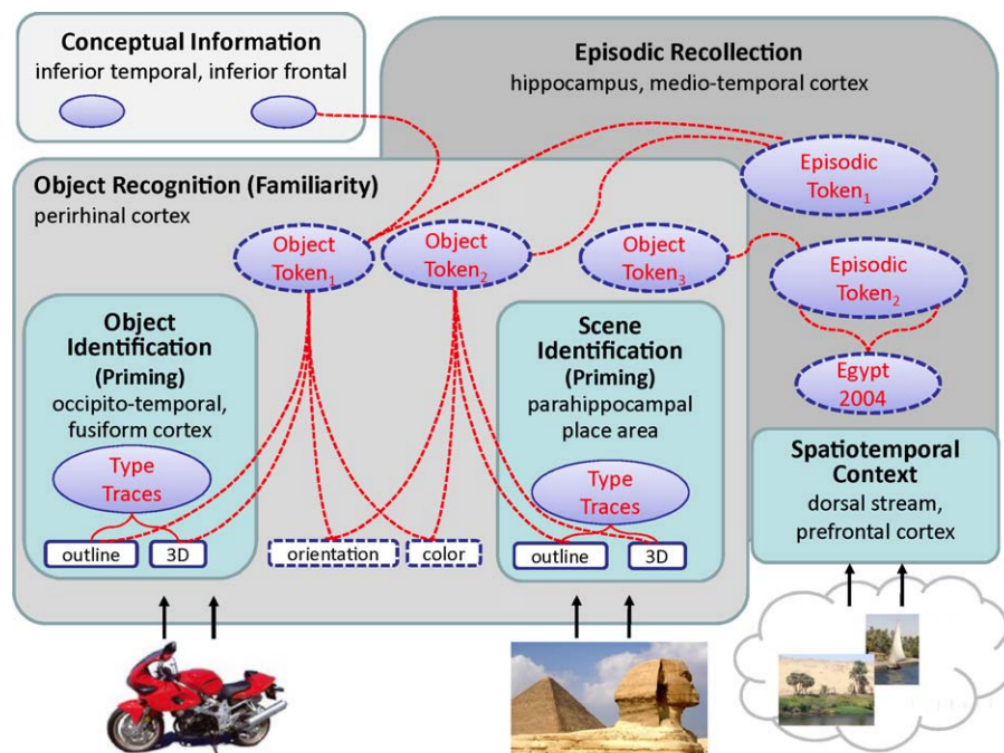 Conceptual Information
inferior temporal, inferior frontal
Episodic Recollection
hippocampus, medio-temporal cortex
Episodic
Token1
Object Recognition (Familiarity)
perirhinal cortex
Object
Token1
Object
Token2
Object
Token3
Episodic
Token2
Egypt
2004
Object
Identification
(Priming)
occipito-temporal,
fusiform cortex
Type
Traces
outline
3D
orientation
color
Scene
Identification
(Priming)
parahippocampal
place area
Type
Traces
outline
3D
Spatiotemporal
Context
dorsal stream,
prefrontal cortex